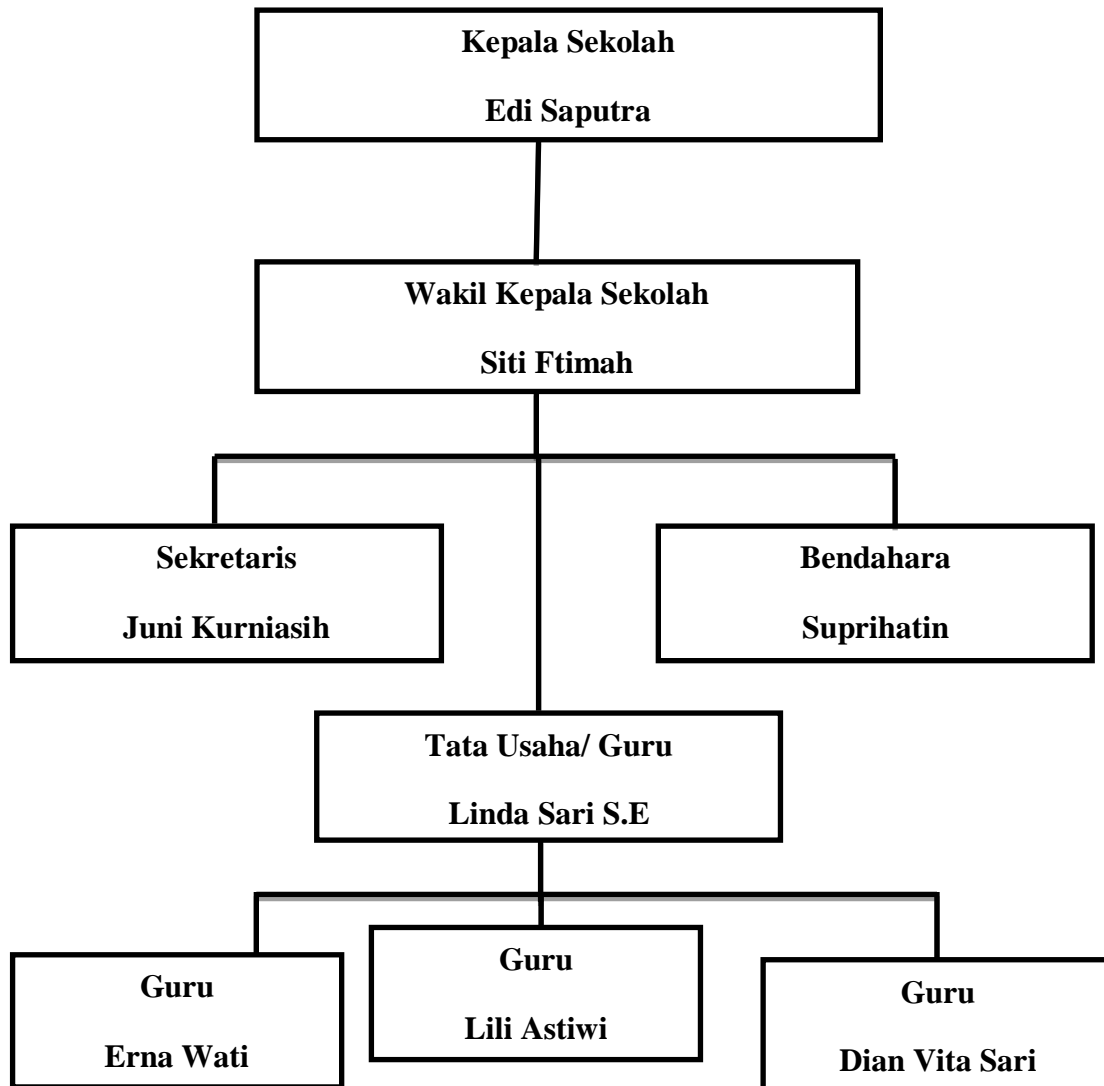 Kepala Sekolah
Edi Saputra
Wakil Kepala Sekolah
Siti Ftimah
Sekretaris
Juni Kurniasih
Bendahara
Suprihatin
Tata Usaha/ Guru
Linda Sari S.E
Guru
Erna Wati
Guru
Lili Astiwi
Guru
Dian Vita Sari